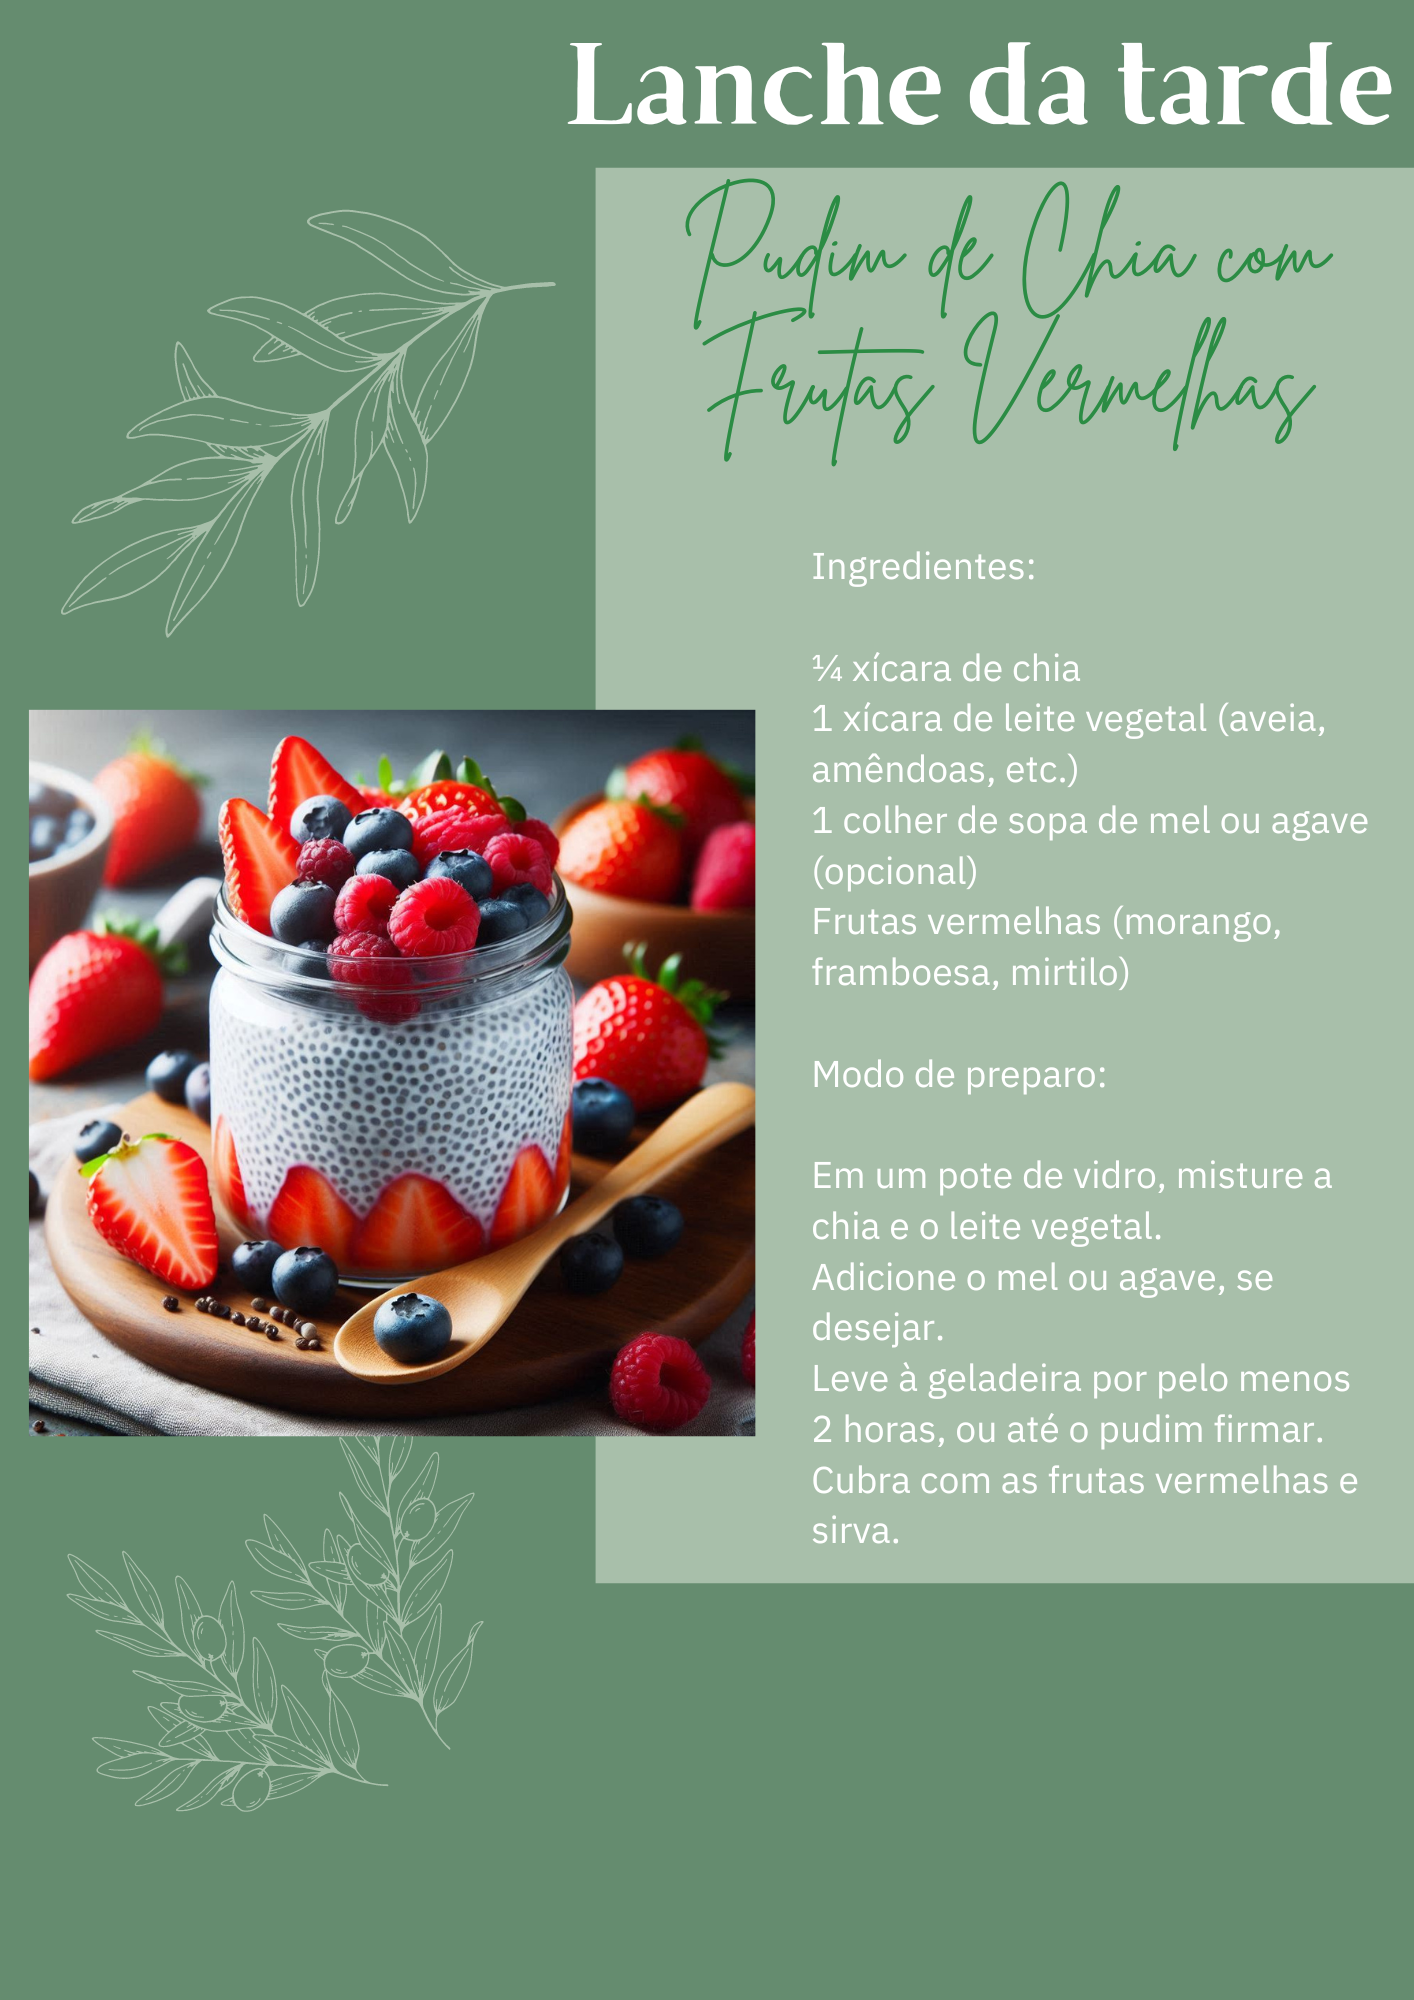 Lanche da tarde
Pudim de Chia com
Frutas Vermelhas
Ingredientes:
¼ xícara de chia
1 xícara de leite vegetal (aveia,
amêndoas, etc.)
1 colher de sopa de mel ou agave
(opcional)
Frutas vermelhas (morango,
framboesa, mirtilo)
Modo de preparo:
Em um pote de vidro, misture a
chia e o leite vegetal.
Adicione o mel ou agave, se
desejar.
Leve à geladeira por pelo menos
2 horas, ou até o pudim firmar.
Cubra com as frutas vermelhas e
sirva.